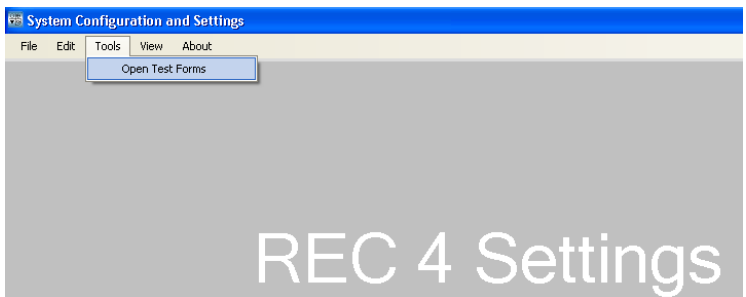 System Configuration and Settings
File Edit Tools View About
Open Test Forms
REC 4 Settings